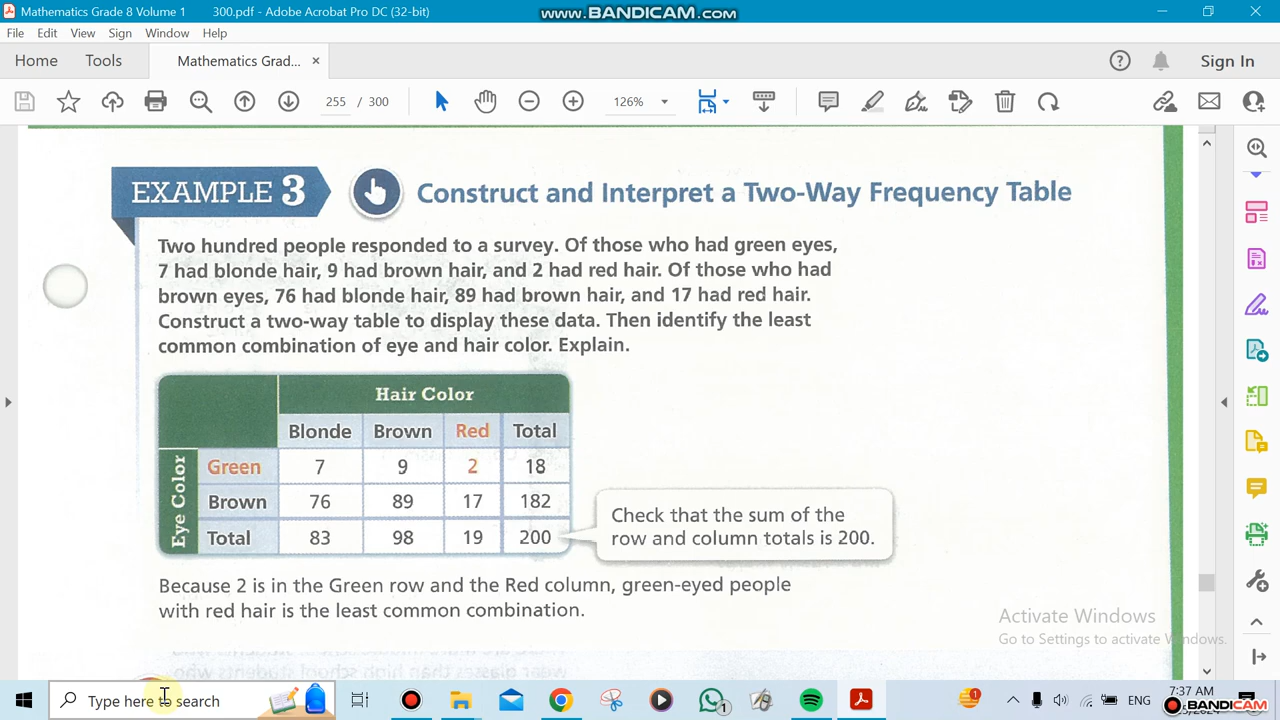 Mathematics Grade 8 Volume 1 300.pdf - Adobe Acrobat Pro DC (32-bit)
www.BANDICAM.com
File Edit View Sign Window Help
Home Tools Mathematics Grad... × Sign In
255 / 300 126%
EXAMPLE 3 Construct and Interpret a Two-Way Frequency Table
Two hundred people responded to a survey. Of those who had green eyes,
7 had blonde hair, 9 had brown hair, and 2 had red hair. Of those who had
brown eyes, 76 had blonde hair, 89 had brown hair, and 17 had red hair.
Construct a two-way table to display these data. Then identify the least
common combination of eye and hair color. Explain.
Hair Color
Blonde Brown Red Total
Eye Color
Green 7 9 2 18
Brown 76 89 17 182
Total 83 98 19 200
Check that the sum of the
row and column totals is 200.
Because 2 is in the Green row and the Red column, green-eyed people
with red hair is the least common combination.
Activate Windows
Go to Settings to activate Windows.
Type here to search
1
1
ENG
7:37 AM
BANDICAM